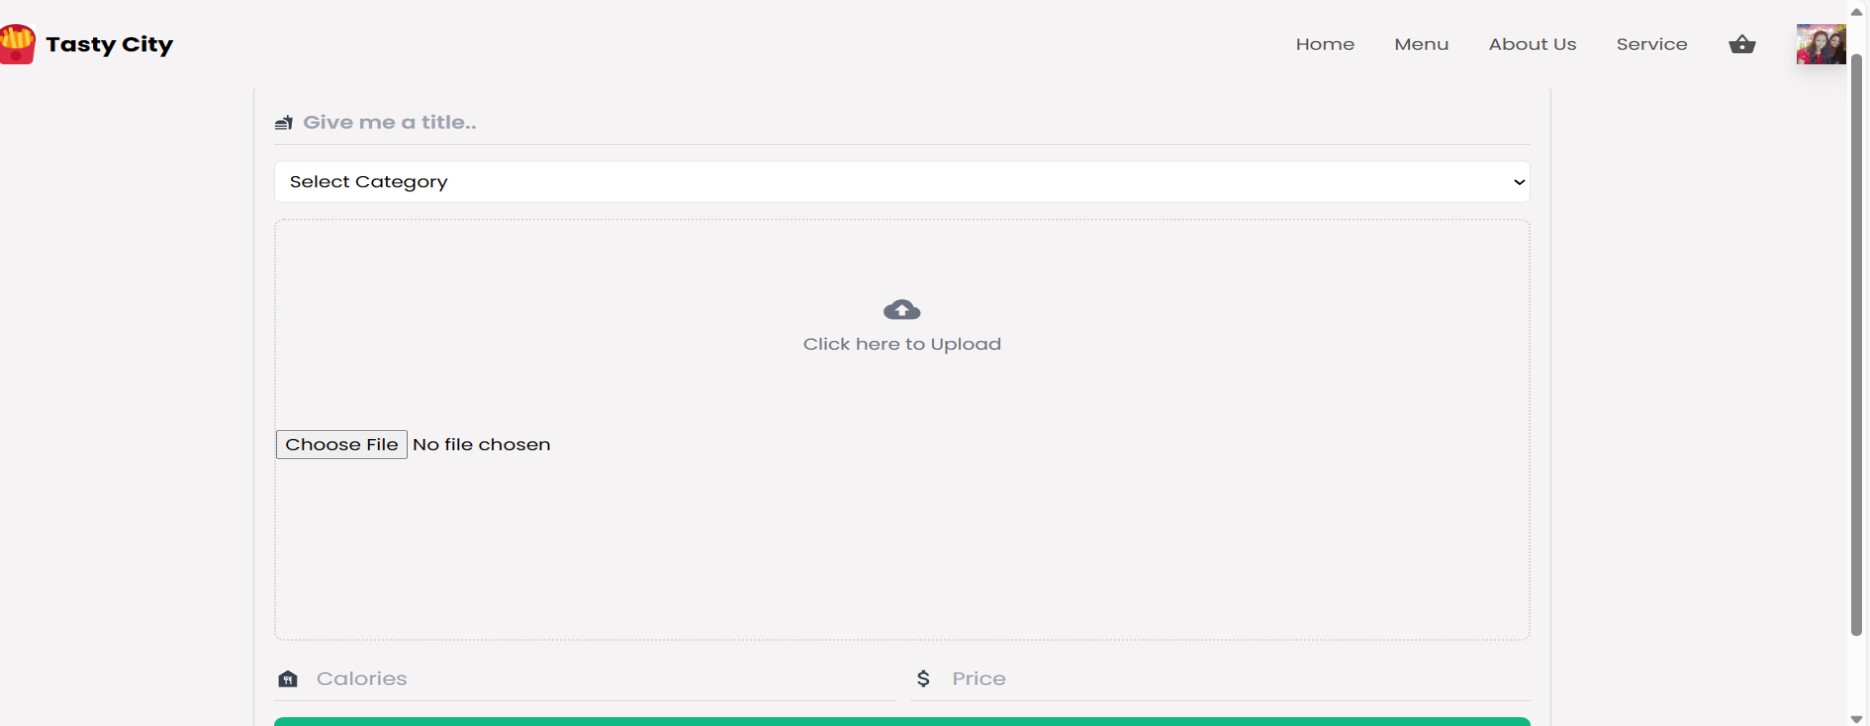 Tasty City
Home Menu About Us Service
Give me a title..
Select Category
Click here to Upload
Choose File No file chosen
Calories
$ Price